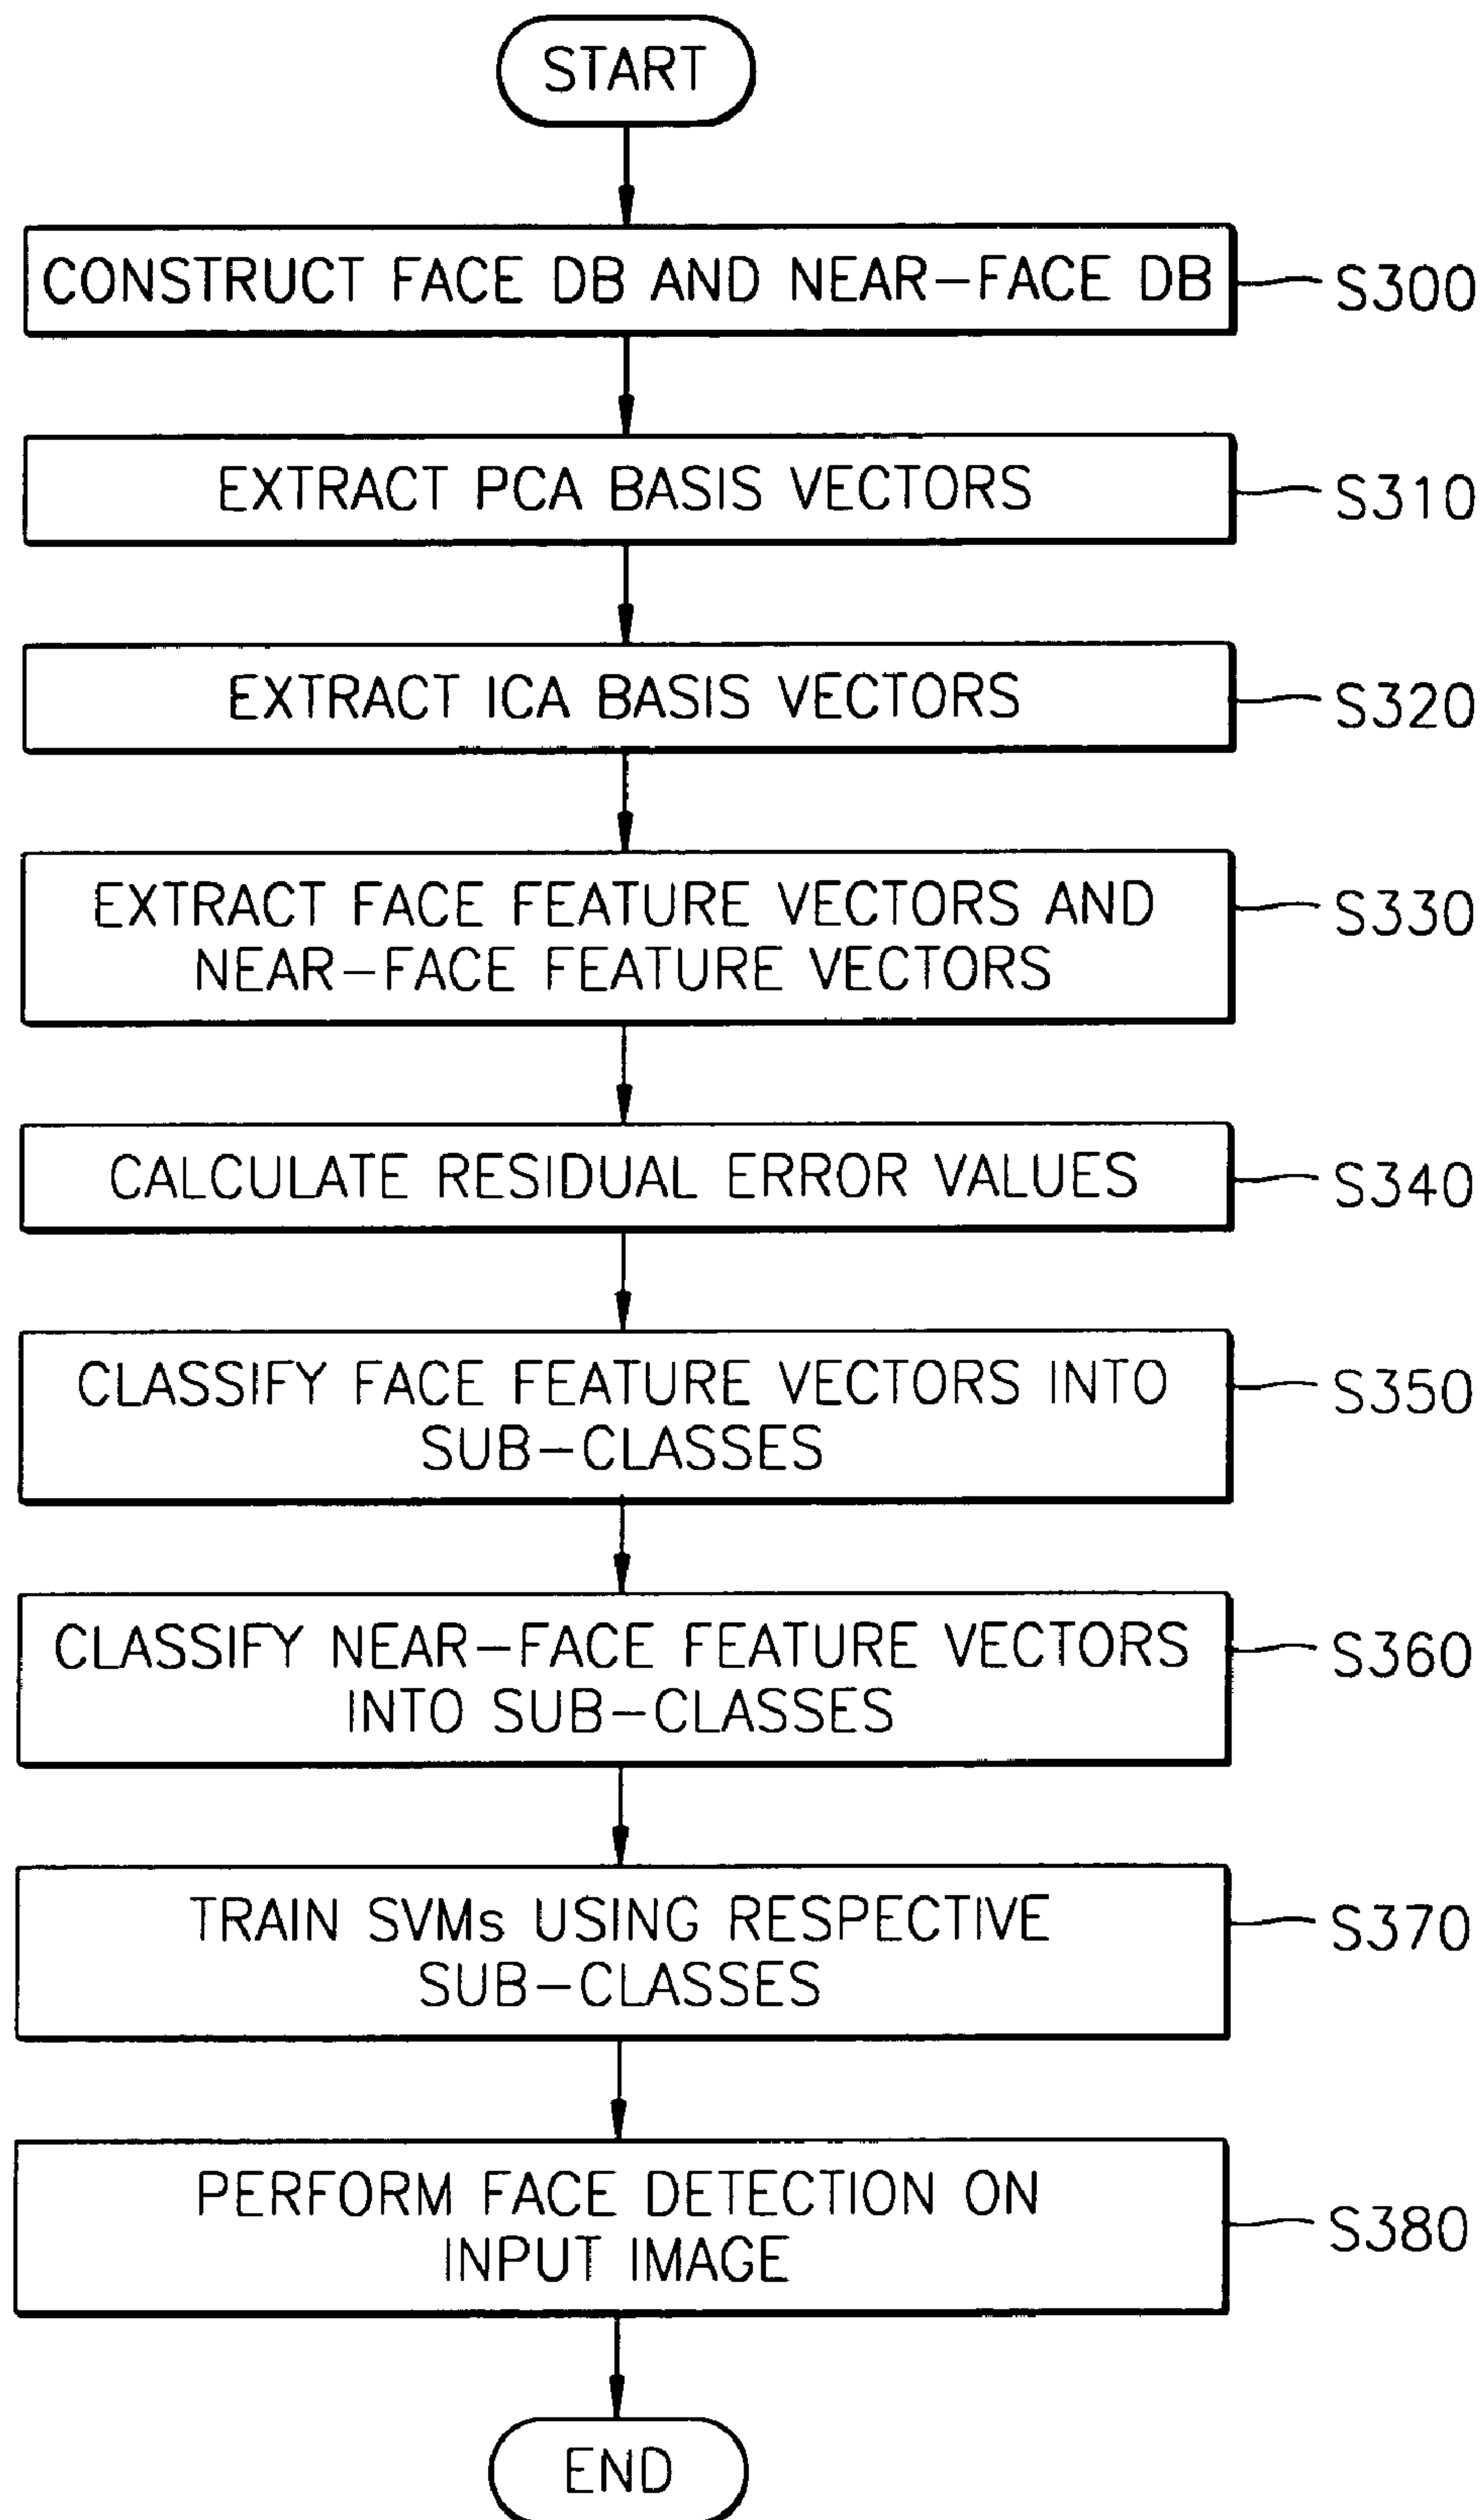 START
CONSTRUCT FACE DB AND NEAR-FACE DB
S300
EXTRACT PCA BASIS VECTORS
S310
EXTRACT ICA BASIS VECTORS
S320
EXTRACT FACE FEATURE VECTORS AND
NEAR-FACE FEATURE VECTORS
S330
CALCULATE RESIDUAL ERROR VALUES
S340
CLASSIFY FACE FEATURE VECTORS INTO
SUB-CLASSES
S350
CLASSIFY NEAR-FACE FEATURE VECTORS
INTO SUB-CLASSES
S360
TRAIN SVMs USING RESPECTIVE
SUB-CLASSES
S370
PERFORM FACE DETECTION ON
INPUT IMAGE
S380
END